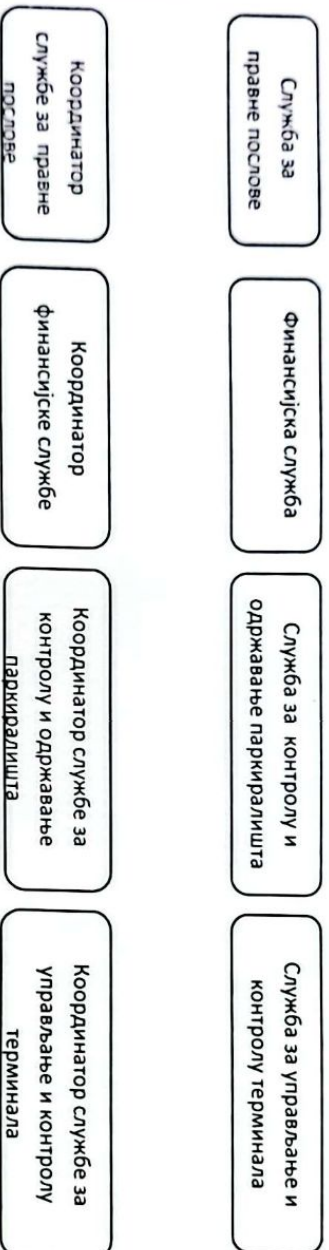 Служба за
правне послове
Финансијска служба
Служба за контролу и
одржавање паркиралишта
Служба за управљање и
контролу терминала
Координатор
службе за правне
послове
Координатор
финансијске службе
Координатор службе за
контролу и одржавање
паркиралишта
Координатор службе за
управљање и контролу
терминала